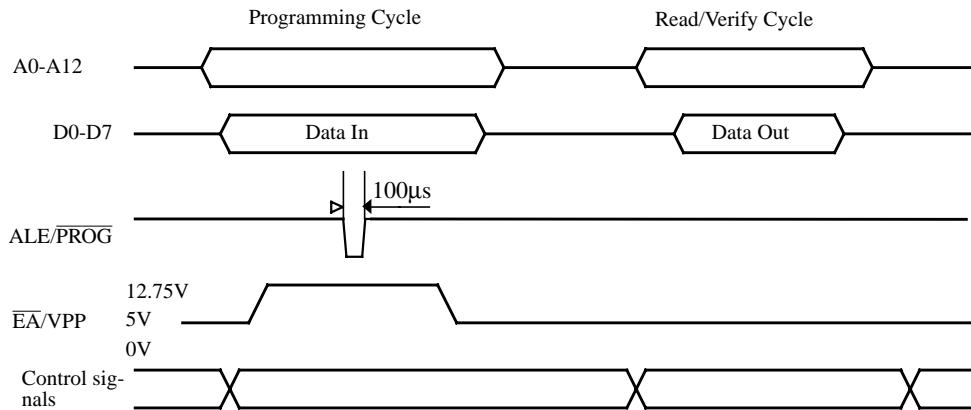 Programming Cycle
Read/Verify Cycle
A0-A12
D0-D7
Data In
Data Out
100μs
ALE/PROG
12.75V
EA/VPP
5V
0V
Control sig-
nals